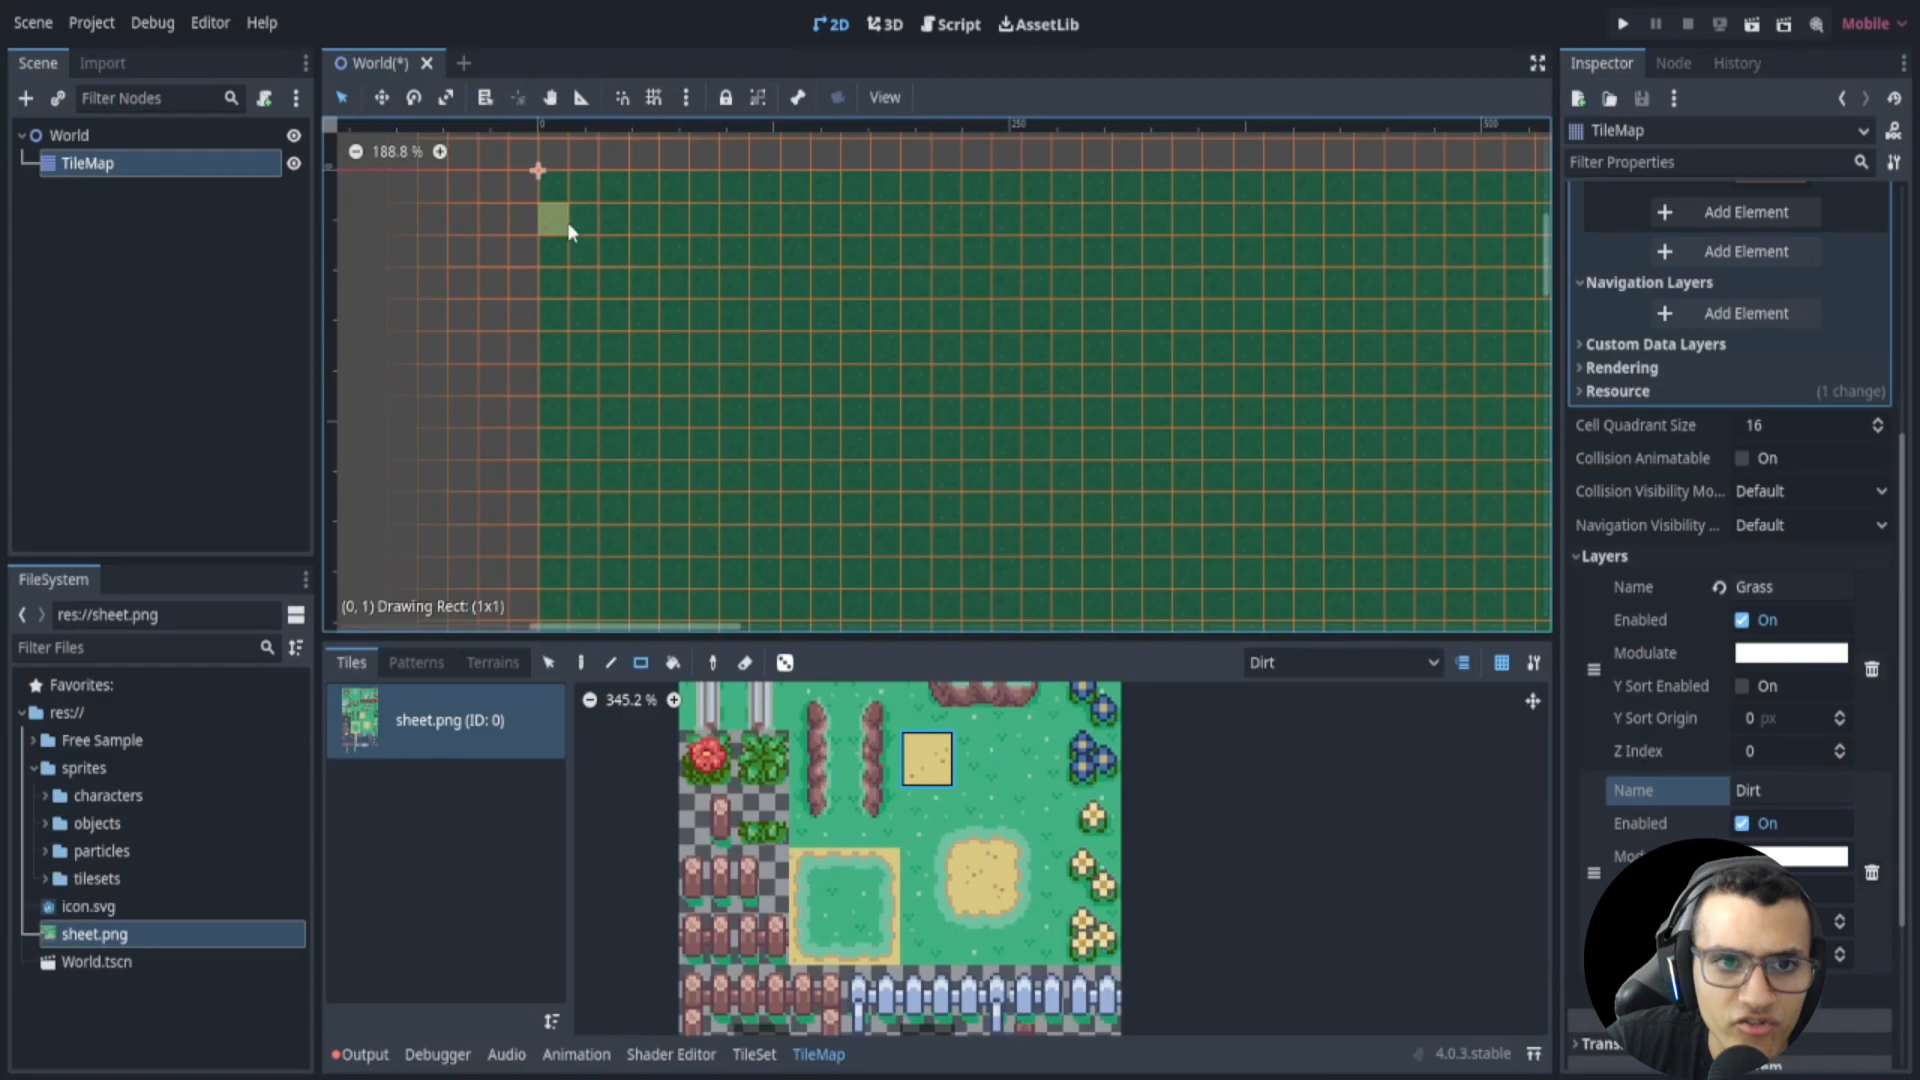 Scene Project Debug Editor Help
2D 3D Script AssetLib
Mobile
Scene Import
Filter Nodes
World
TileMap
World(*)
View
0 250 500
188.8 %
(0, 1) Drawing Rect: (1x1)
FileSystem
res://sheet.png
Filter Files
Favorites:
res://
Free Sample
sprites
characters
objects
particles
tilesets
icon.svg
sheet.png
World.tscn
Tiles Patterns Terrains
Dirt
sheet.png (ID: 0)
345.2 %
Output Debugger Audio Animation Shader Editor TileSet TileMap
4.0.3.stable
Inspector Node History
TileMap
Filter Properties
Add Element
Add Element
Navigation Layers
Add Element
Custom Data Layers
Rendering
Resource (1 change)
Cell Quadrant Size 16
Collision Animatable On
Collision Visibility Mo... Default
Navigation Visibility ... Default
Layers
Name Grass
Enabled On
Modulate
Y Sort Enabled On
Y Sort Origin 0 px
Z Index 0
Name Dirt
Enabled On